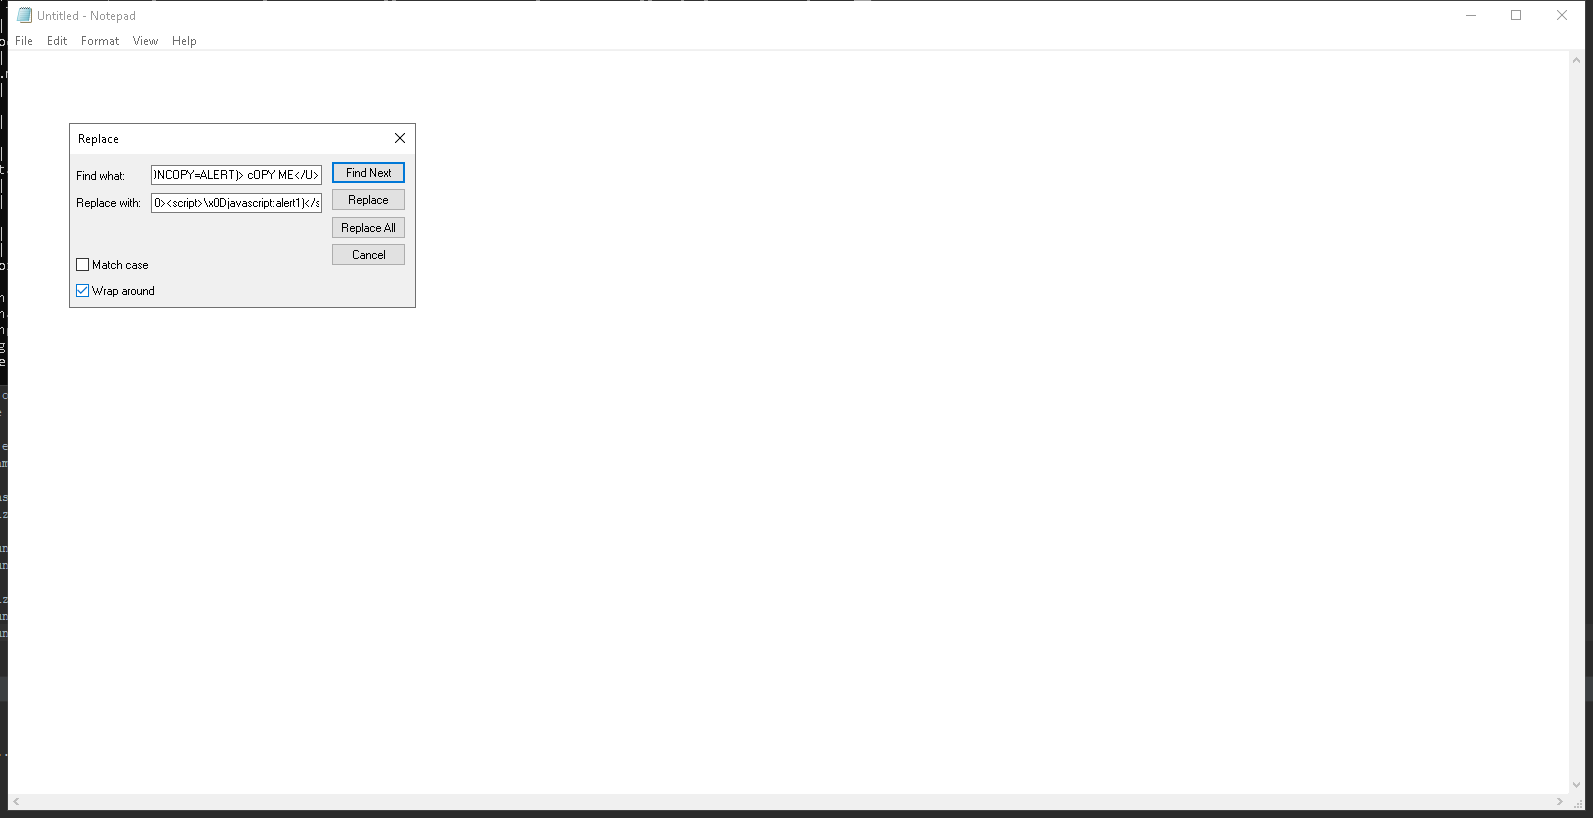 Untitled - Notepad
File Edit Format View Help
Replace
Find what: )NCOPY=ALERT)> cOPY ME</U> Find Next
Replace with: 0><script>\x0Djavascript:alert1)</s Replace
Replace All
Cancel
Match case
Wrap around